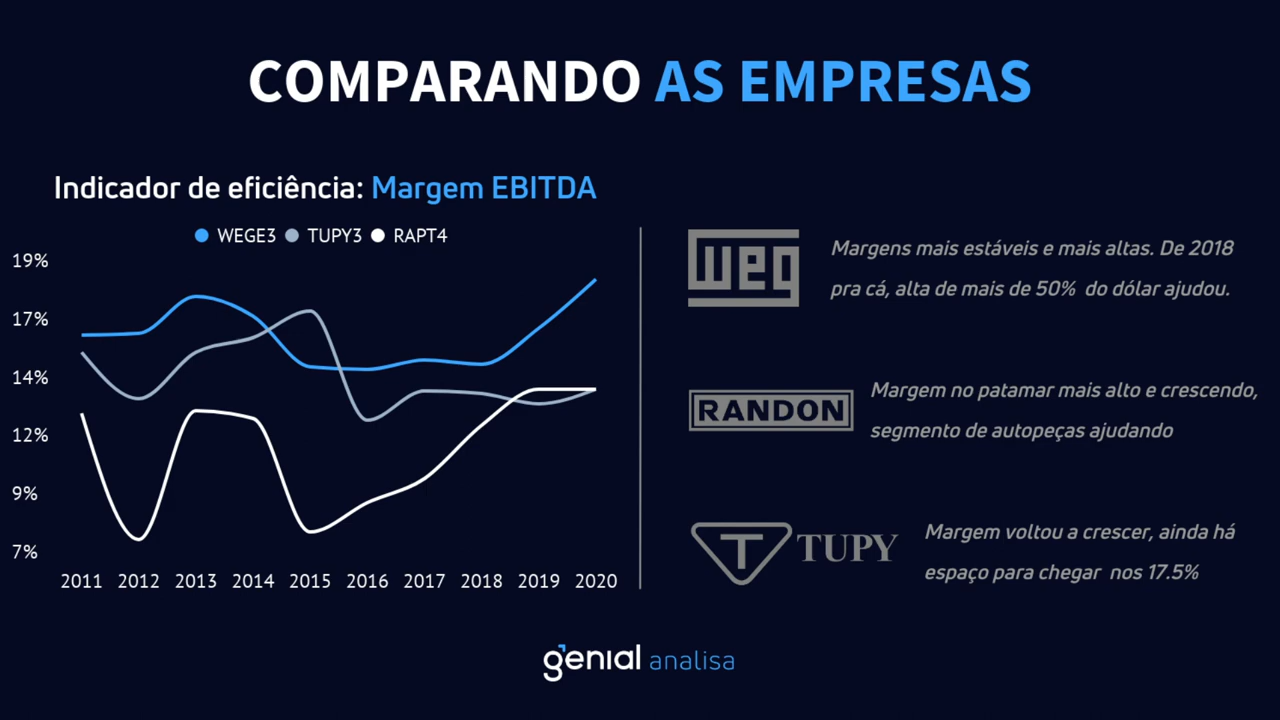 COMPARANDO AS EMPRESAS
Indicador de eficiência: Margem EBITDA
WEGE3 TUPY3 RAPT4
19%
17%
14%
12%
9%
7%
2011 2012 2013 2014 2015 2016 2017 2018 2019 2020
weg
Margens mais estáveis e mais altas. De 2018
pra cá, alta de mais de 50% do dólar ajudou.
RANDON
Margem no patamar mais alto e crescendo,
segmento de autopeças ajudando
T TUPY
Margem voltou a crescer, ainda há
espaço para chegar nos 17.5%
genial analisa